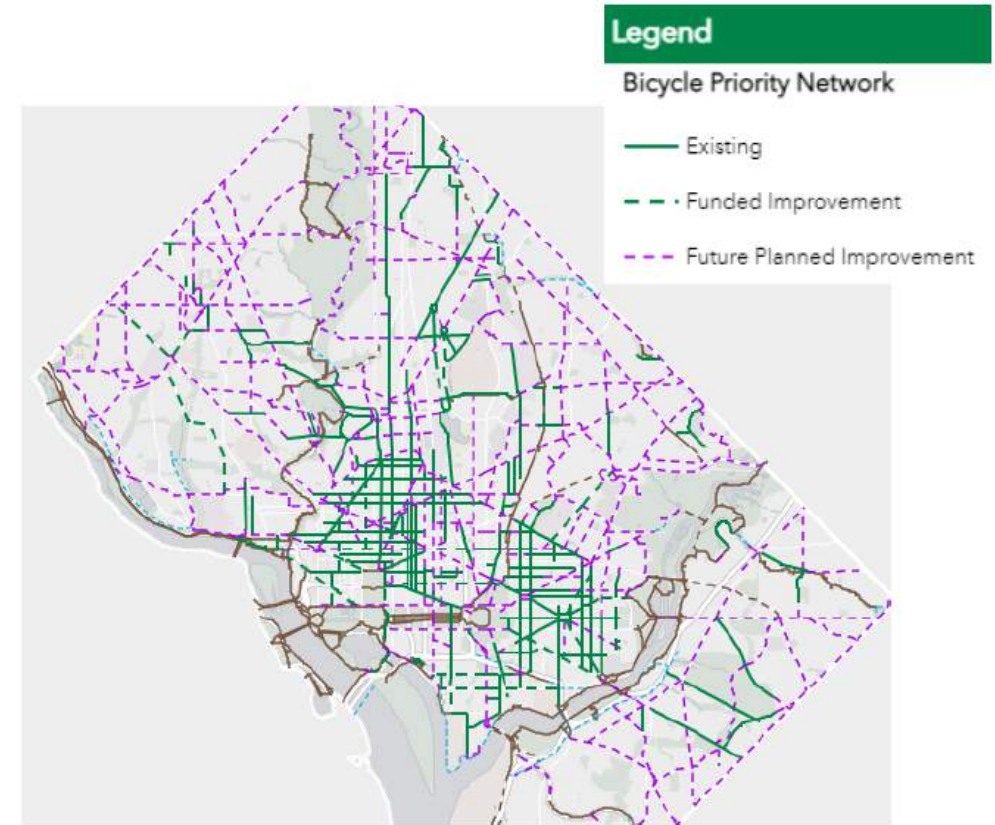 Legend
Bicycle Priority Network
Existing
Funded Improvement
Future Planned Improvement